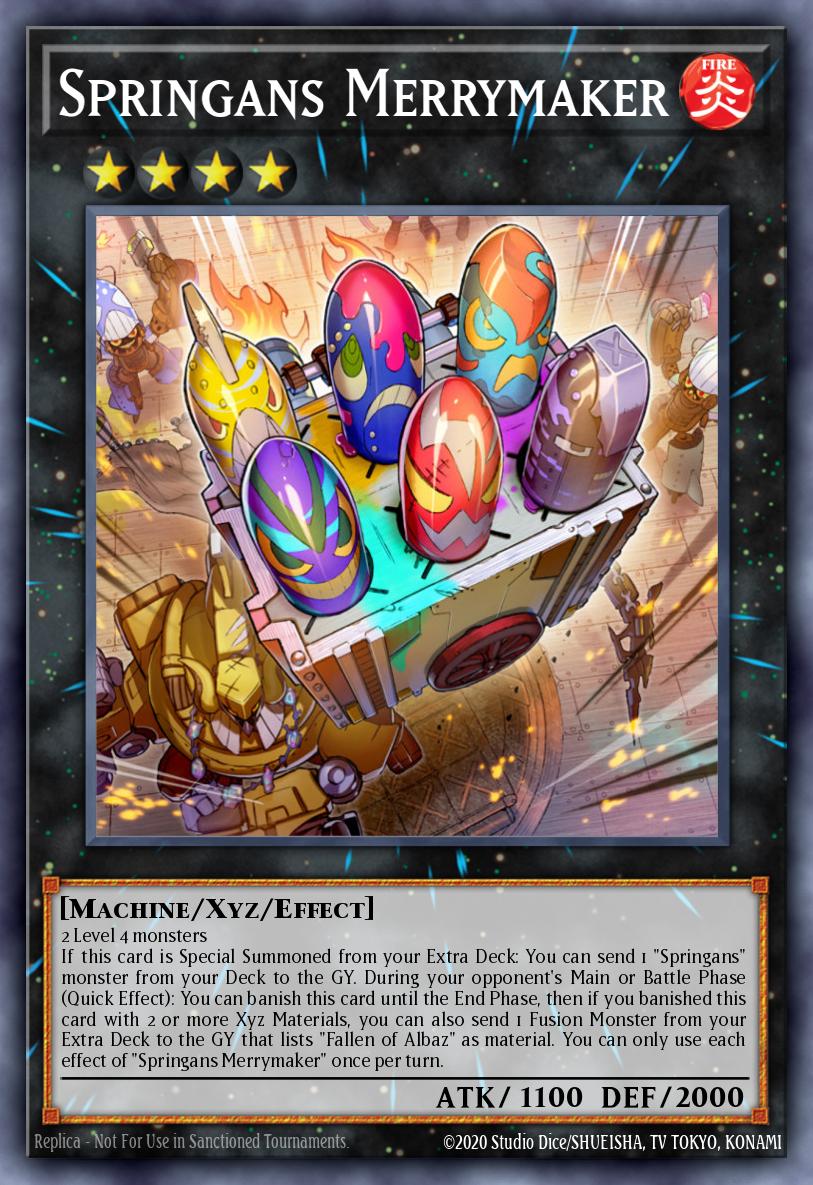 Springans Merrymaker
FIRE
炎
[Machine/Xyz/Effect]
2 Level 4 monsters
If this card is Special Summoned from your Extra Deck: You can send 1 "Springans"
monster from your Deck to the GY. During your opponent's Main or Battle Phase
(Quick Effect): You can banish this card until the End Phase, then if you banished this
card with 2 or more Xyz Materials, you can also send 1 Fusion Monster from your
Extra Deck to the GY that lists "Fallen of Albaz" as material. You can only use each
effect of "Springans Merrymaker" once per turn.
ATK/ 1100 DEF/2000
Replica - Not For Use in Sanctioned Tournaments.
©2020 Studio Dice/SHUEISHA, TV TOKYO, KONAMI